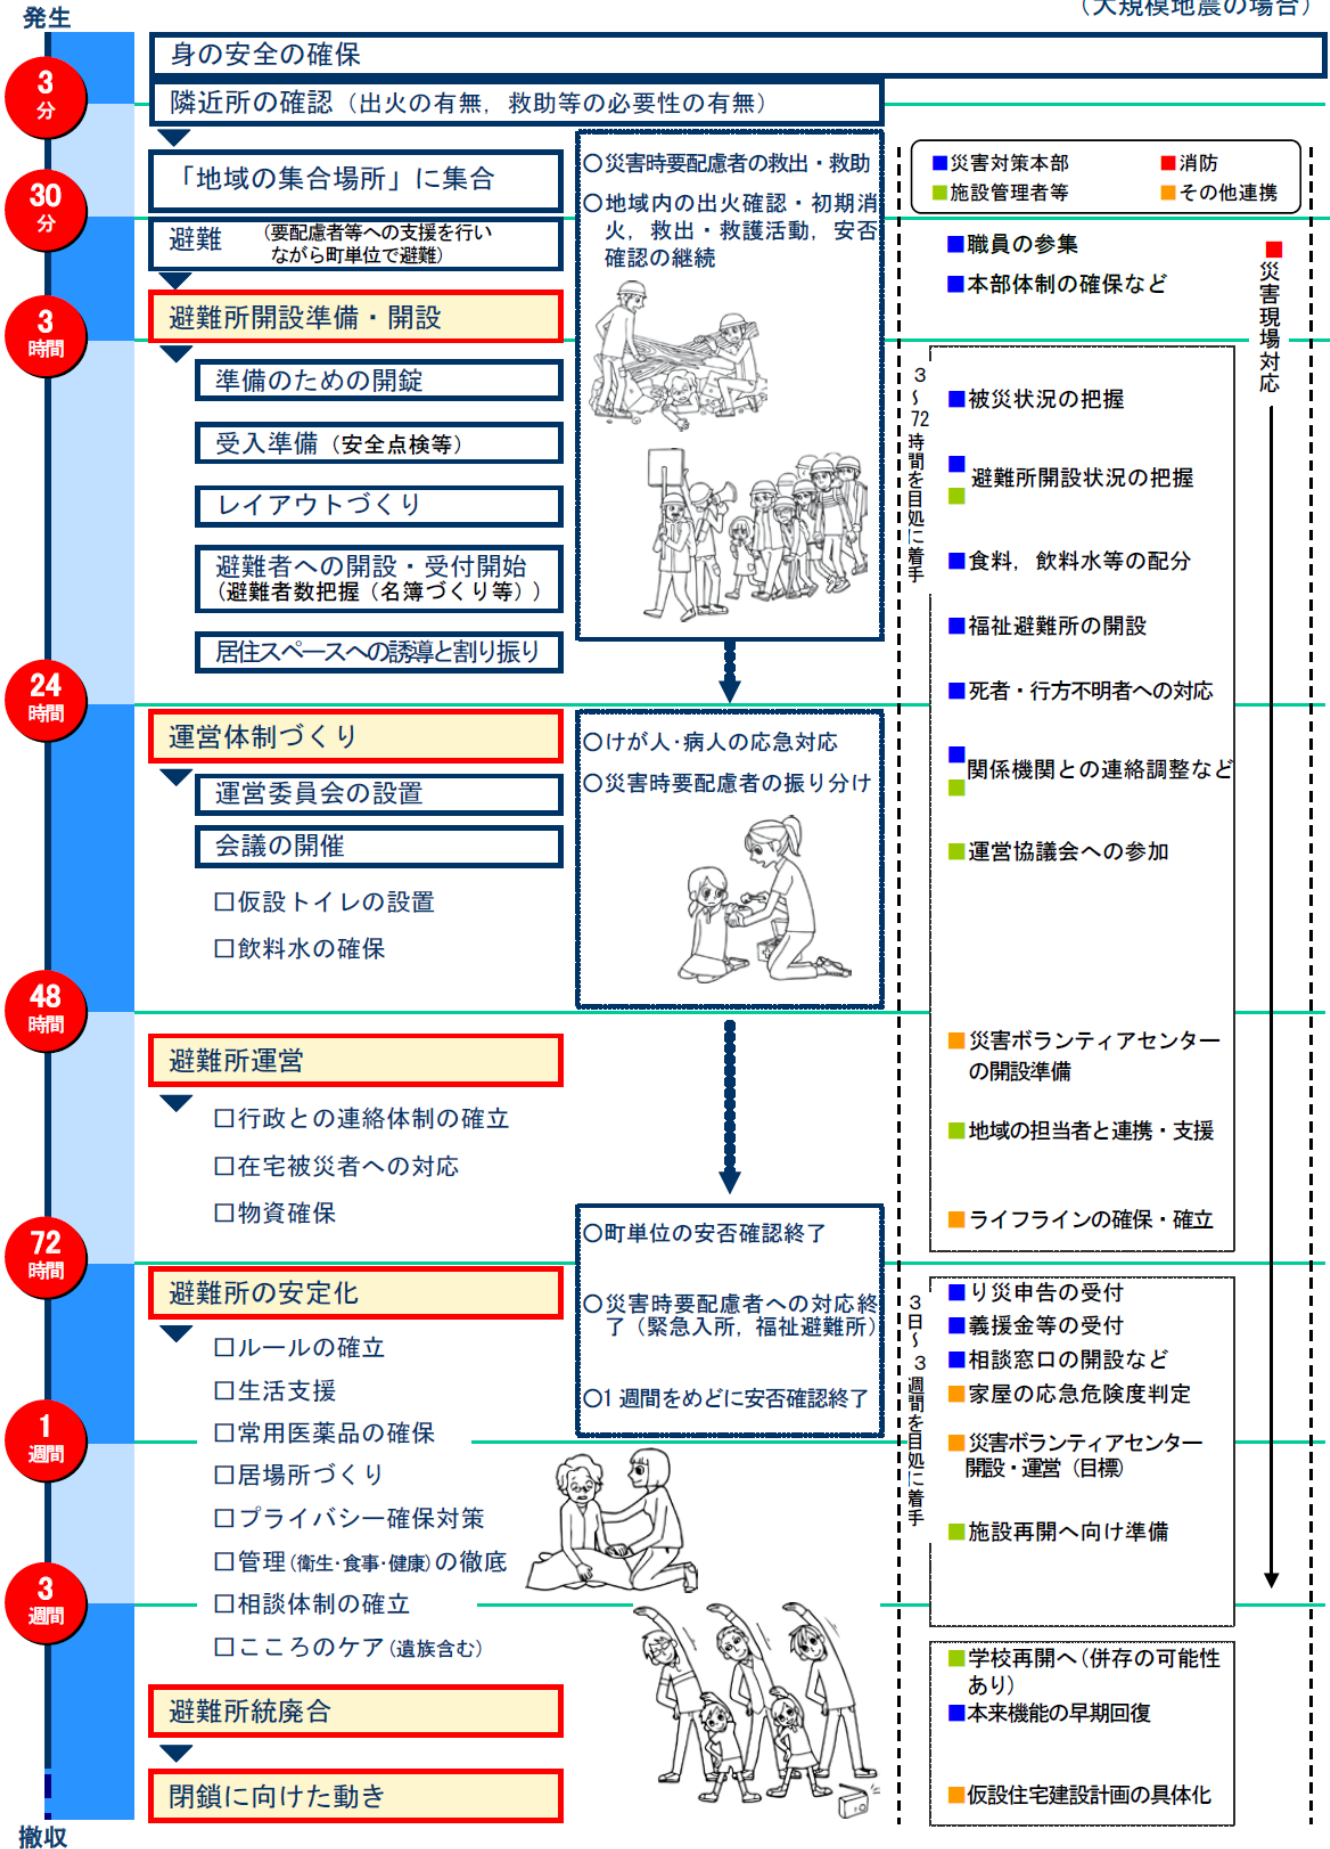 発生
（大規模地震の場合）
3
分
身の安全の確保
隣近所の確認（出火の有無，救助等の必要性の有無）
「地域の集合場所」に集合
30
分
避難 （要配慮者等への支援を行い
ながら町単位で避難）
避難所開設準備・開設
3
時間
準備のための開錠
受入準備（安全点検等）
レイアウトづくり
避難者への開設・受付開始
（避難者数把握（名簿づくり等））
居住スペースへの誘導と割り振り
24
時間
運営体制づくり
運営委員会の設置
会議の開催
□仮設トイレの設置
□飲料水の確保
48
時間
避難所運営
□行政との連絡体制の確立
□在宅被災者への対応
□物資確保
72
時間
避難所の安定化
□ルールの確立
□生活支援
□常用医薬品の確保
1
週間
□居場所づくり
□プライバシー確保対策
□管理（衛生・食事・健康）の徹底
□相談体制の確立
3
週間
□こころのケア（遺族含む）
避難所統廃合
閉鎖に向けた動き
撤収
○災害時要配慮者の救出・救助
○地域内の出火確認・初期消
火，救出・救護活動，安否
確認の継続
○けが人・病人の応急対応
○災害時要配慮者の振り分け
○町単位の安否確認終了
○災害時要配慮者への対応終
了（緊急入所，福祉避難所）
○1 週間をめどに安否確認終了
■災害対策本部 ■消防
■施設管理者等 ■その他連携
■職員の参集
■本部体制の確保など
■
災害現場対応
3～72時間を目処に着手
■被災状況の把握
■
■避難所開設状況の把握
■食料，飲料水等の配分
■福祉避難所の開設
■死者・行方不明者への対応
■
■関係機関との連絡調整など
■運営協議会への参加
■災害ボランティアセンター
の開設準備
■地域の担当者と連携・支援
■ライフラインの確保・確立
3日～3週間を目処に着手
■り災申告の受付
■義援金等の受付
■相談窓口の開設など
■家屋の応急危険度判定
■災害ボランティアセンター
開設・運営（目標）
■施設再開へ向け準備
■学校再開へ（併存の可能性
あり）
■本来機能の早期回復
■仮設住宅建設計画の具体化